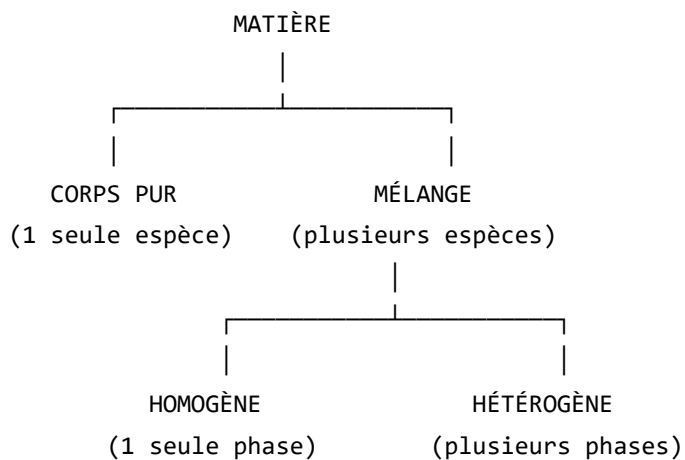 MATIÈRE
CORPS PUR MÉLANGE
(1 seule espèce) (plusieurs espèces)
HOMOGÈNE HÉTÉROGÈNE
(1 seule phase) (plusieurs phases)